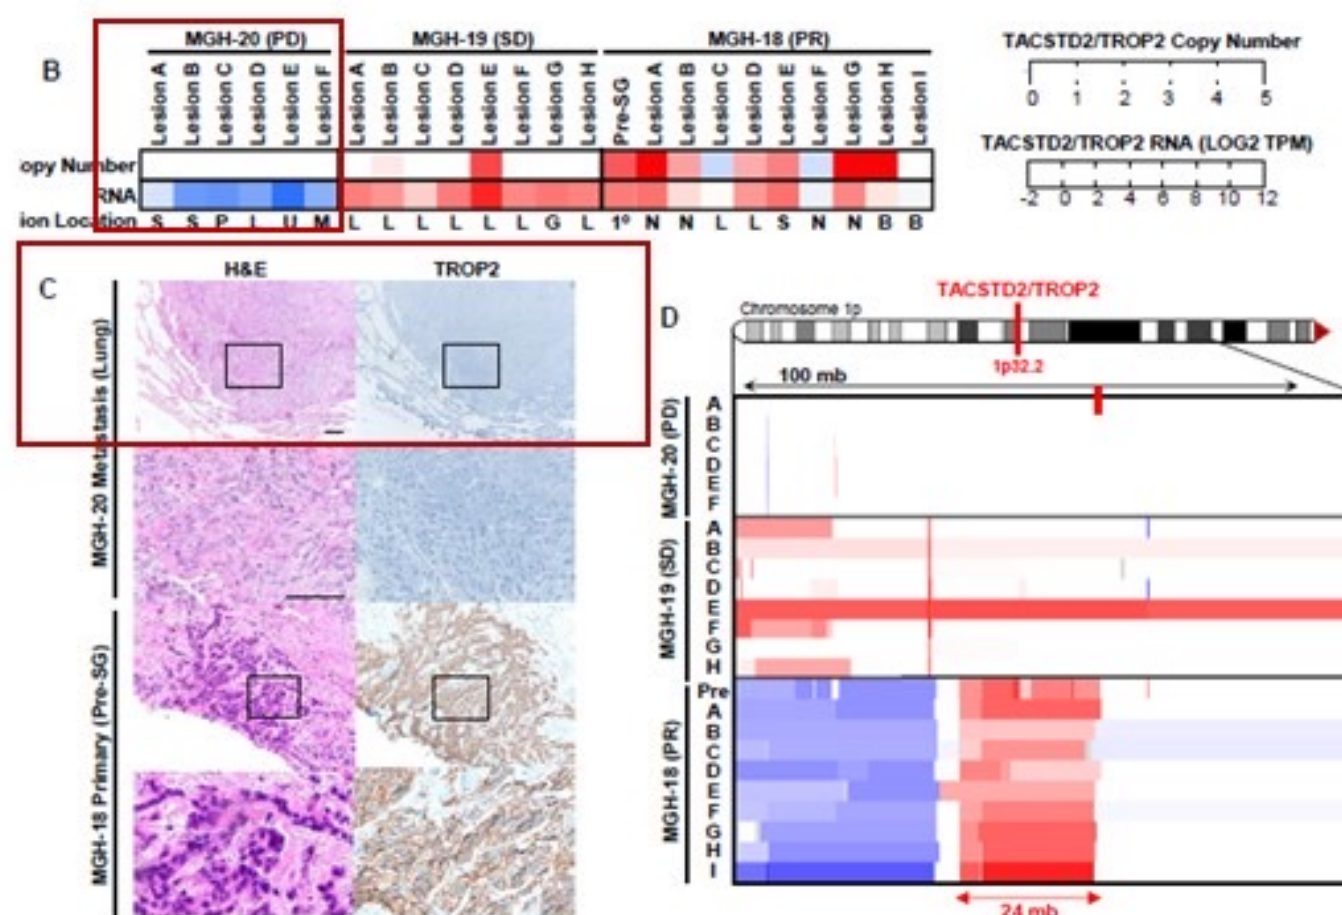 B
MGH-20 (PD) MGH-19 (SD) MGH-18 (PR)
Lesion A Lesion B Lesion C Lesion D Lesion E Lesion F Lesion A Lesion B Lesion C Lesion D Lesion E Lesion F Lesion G Lesion H Pre-SG Lesion A Lesion B Lesion C Lesion D Lesion E Lesion F Lesion G Lesion H Lesion I
opy Number
RNA
ion Location S S P L U M L L L L L L G L 1º N N L L S N N B B
TACSTD2/TROP2 Copy Number
0 1 2 3 4 5
TACSTD2/TROP2 RNA (LOG2 TPM)
-2 0 2 4 6 8 10 12
C
H&E TROP2
MGH-20 Metastasis (Lung)
MGH-18 Primary (Pre-SG)
D
TACSTD2/TROP2
Chromosome 1p
1p32.2
100 mb
MGH-20 (PD)
A
B
C
D
E
F
MGH-19 (SD)
A
B
C
D
E
F
G
H
MGH-18 (PR)
Pre
A
B
C
D
E
F
G
H
I
24 mb